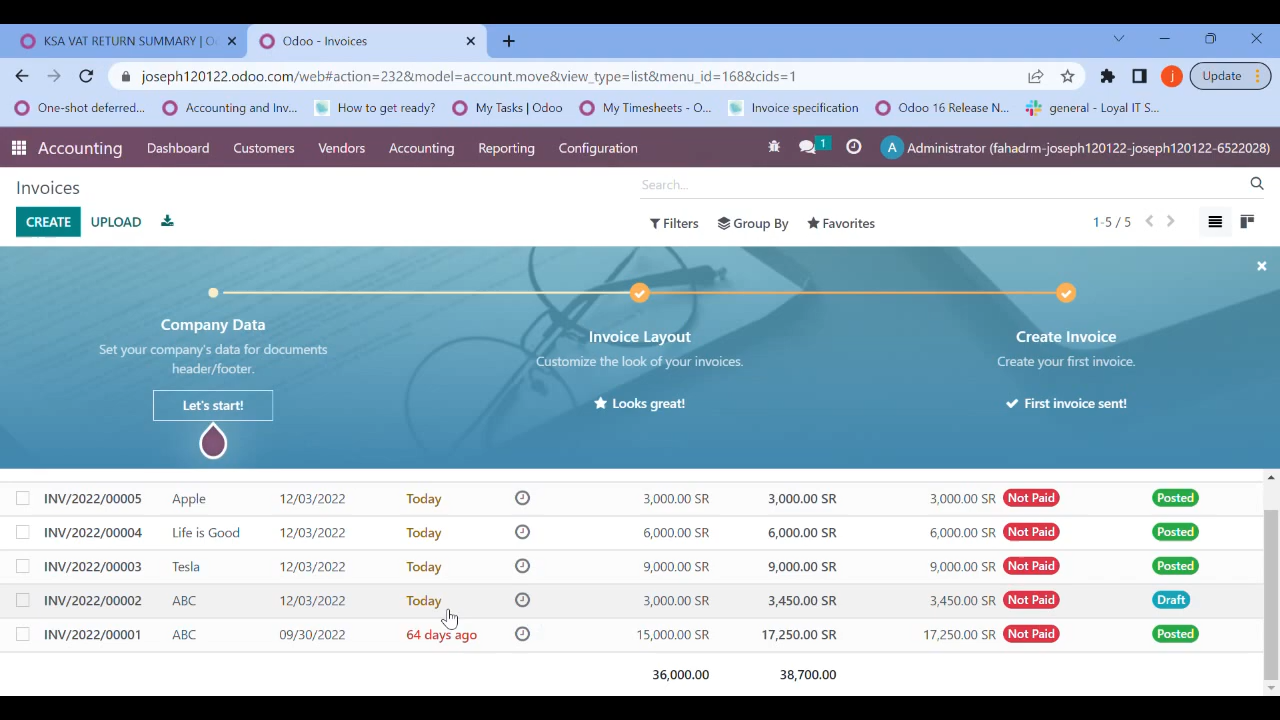 KSA VAT RETURN SUMMARY | O
Odoo - Invoices
joseph120122.odoo.com/web#action=232&model=account.move&view_type=list&menu_id=168&cids=1
j
Update
One-shot deferred...
Accounting and Inv...
How to get ready?
My Tasks | Odoo
My Timesheets - O...
Invoice specification
Odoo 16 Release N...
general - Loyal IT S...
Accounting
Dashboard
Customers
Vendors
Accounting
Reporting
Configuration
1
A
Administrator (fahadrm-joseph120122-joseph120122-6522028)
Invoices
Search...
CREATE
UPLOAD
Filters
Group By
Favorites
1-5 / 5
Company Data
Set your company's data for documents
header/footer.
Let's start!
Invoice Layout
Customize the look of your invoices.
Looks great!
Create Invoice
Create your first invoice.
First invoice sent!
INV/2022/00005 Apple 12/03/2022 Today 3,000.00 SR 3,000.00 SR 3,000.00 SR Not Paid Posted
INV/2022/00004 Life is Good 12/03/2022 Today 6,000.00 SR 6,000.00 SR 6,000.00 SR Not Paid Posted
INV/2022/00003 Tesla 12/03/2022 Today 9,000.00 SR 9,000.00 SR 9,000.00 SR Not Paid Posted
INV/2022/00002 ABC 12/03/2022 Today 3,000.00 SR 3,450.00 SR 3,450.00 SR Not Paid Draft
INV/2022/00001 ABC 09/30/2022 64 days ago 15,000.00 SR 17,250.00 SR 17,250.00 SR Not Paid Posted
36,000.00 38,700.00